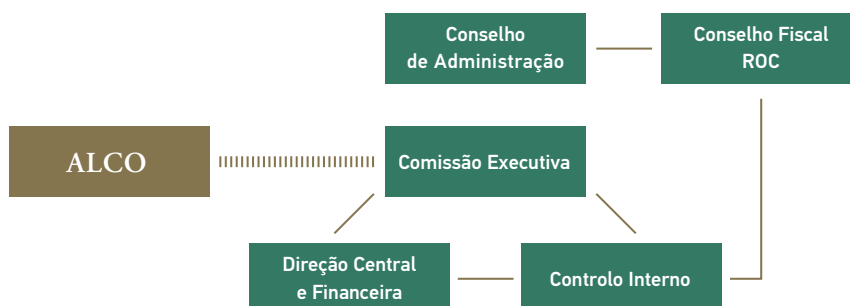 Conselho
de Administração
Conselho Fiscal
ROC
ALCO
Comissão Executiva
Direção Central
e Financeira
Controlo Interno